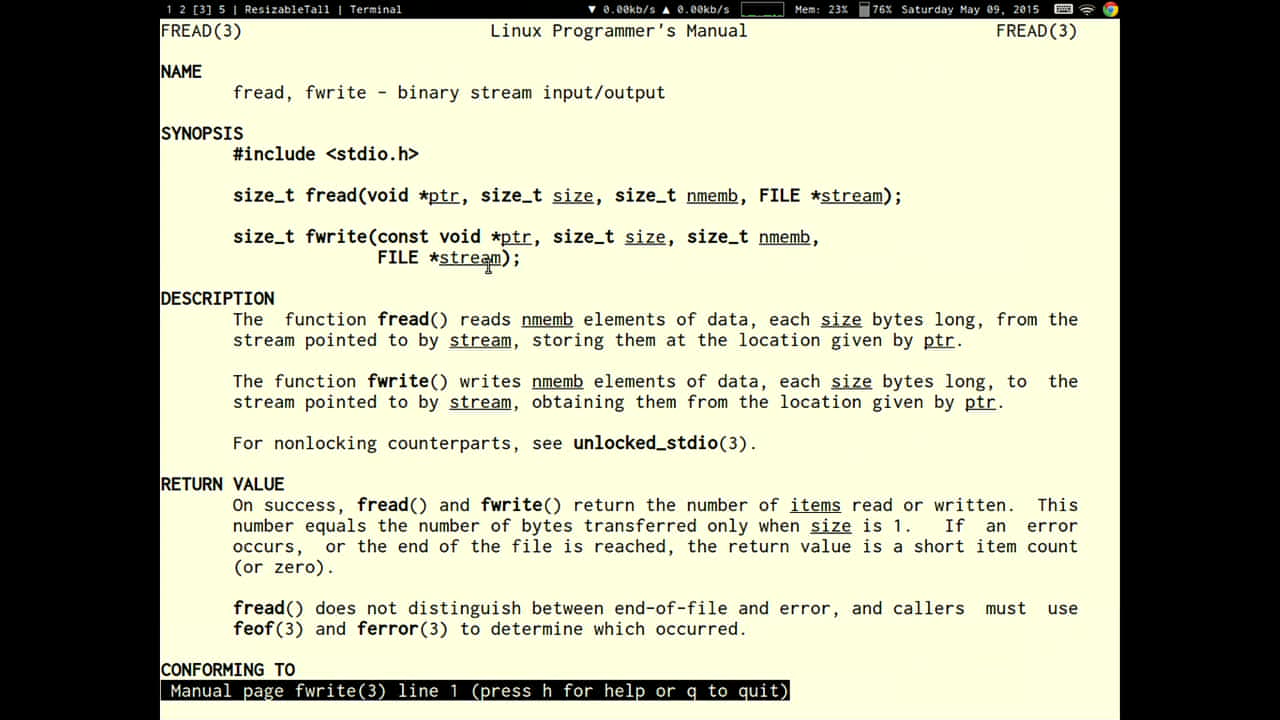 1 2 [3] 5 | ResizableTall | Terminal ▼ 0.00kb/s ▲ 0.00kb/s Mem: 23% 76% Saturday May 09, 2015
FREAD(3) Linux Programmer's Manual FREAD(3)
NAME
fread, fwrite - binary stream input/output
SYNOPSIS
#include <stdio.h>
size_t fread(void *ptr, size_t size, size_t nmemb, FILE *stream);
size_t fwrite(const void *ptr, size_t size, size_t nmemb,
FILE *stream);
DESCRIPTION
The function fread() reads nmemb elements of data, each size bytes long, from the
stream pointed to by stream, storing them at the location given by ptr.
The function fwrite() writes nmemb elements of data, each size bytes long, to the
stream pointed to by stream, obtaining them from the location given by ptr.
For nonlocking counterparts, see unlocked_stdio(3).
RETURN VALUE
On success, fread() and fwrite() return the number of items read or written. This
number equals the number of bytes transferred only when size is 1. If an error
occurs, or the end of the file is reached, the return value is a short item count
(or zero).
fread() does not distinguish between end-of-file and error, and callers must use
feof(3) and ferror(3) to determine which occurred.
CONFORMING TO
Manual page fwrite(3) line 1 (press h for help or q to quit)